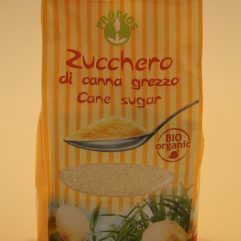 PROBIOS
Zucchero
di canna grezzo
Cane sugar
BIO
organic